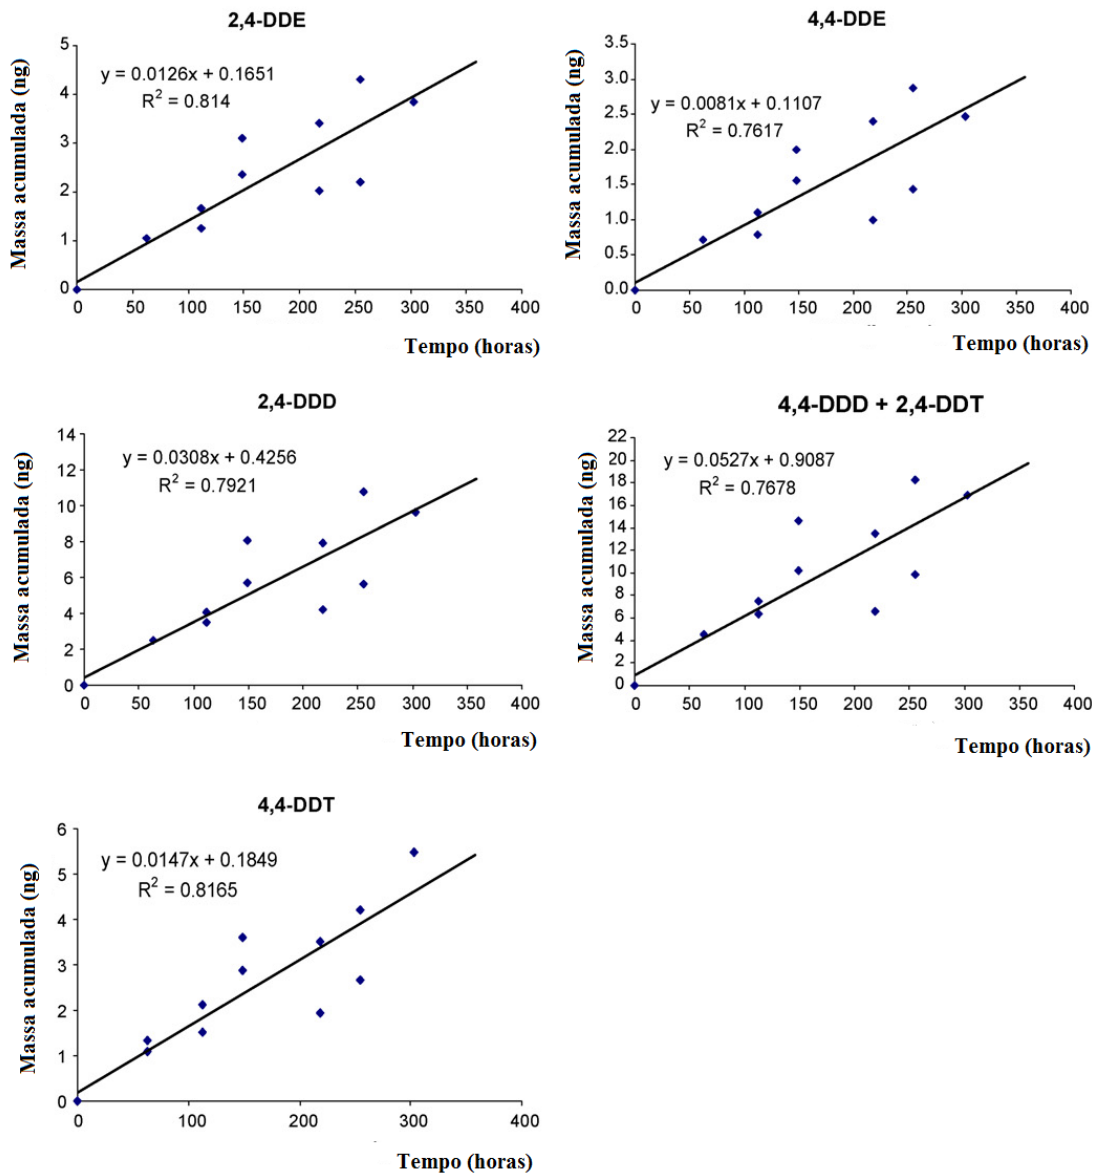 2,4-DDE
Massa acumulada (ng)
y = 0.0126x + 0.1651
R² = 0.814
5
4
3
2
1
0
0 50 100 150 200 250 300 350 400
Tempo (horas)
4,4-DDE
Massa acumulada (ng)
y = 0.0081x + 0.1107
R² = 0.7617
3.5
3.0
2.5
2.0
1.5
1.0
0.5
0.0
0 50 100 150 200 250 300 350 400
Tempo (horas)
2,4-DDD
Massa acumulada (ng)
y = 0.0308x + 0.4256
R² = 0.7921
14
12
10
8
6
4
2
0
0 50 100 150 200 250 300 350 400
Tempo (horas)
4,4-DDD + 2,4-DDT
Massa acumulada (ng)
y = 0.0527x + 0.9087
R² = 0.7678
22
20
18
16
14
12
10
8
6
4
2
0
0 50 100 150 200 250 300 350 400
Tempo (horas)
4,4-DDT
Massa acumulada (ng)
y = 0.0147x + 0.1849
R² = 0.8165
6
5
4
3
2
1
0
0 100 200 300 400
Tempo (horas)